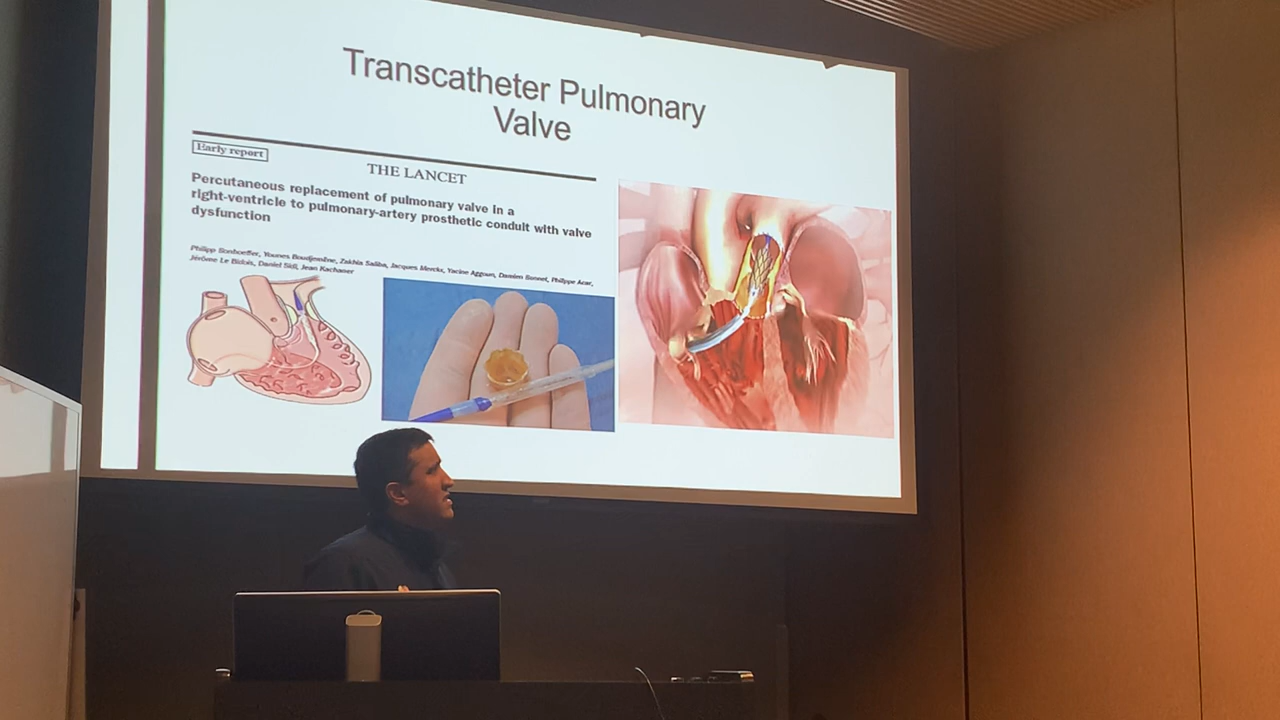 Transcatheter Pulmonary
Valve
Early report
THE LANCET
Percutaneous replacement of pulmonary valve in a
right-ventricle to pulmonary-artery prosthetic conduit with valve
dysfunction
Philipp Bonhoeffer, Younes Boudjemline, Zakhia Saliba, Jacques Merckx, Yacine Aggoun, Damien Bonnet, Philippe Acar,
Jérôme Le Bidois, Daniel Sidi, Jean Kachaner